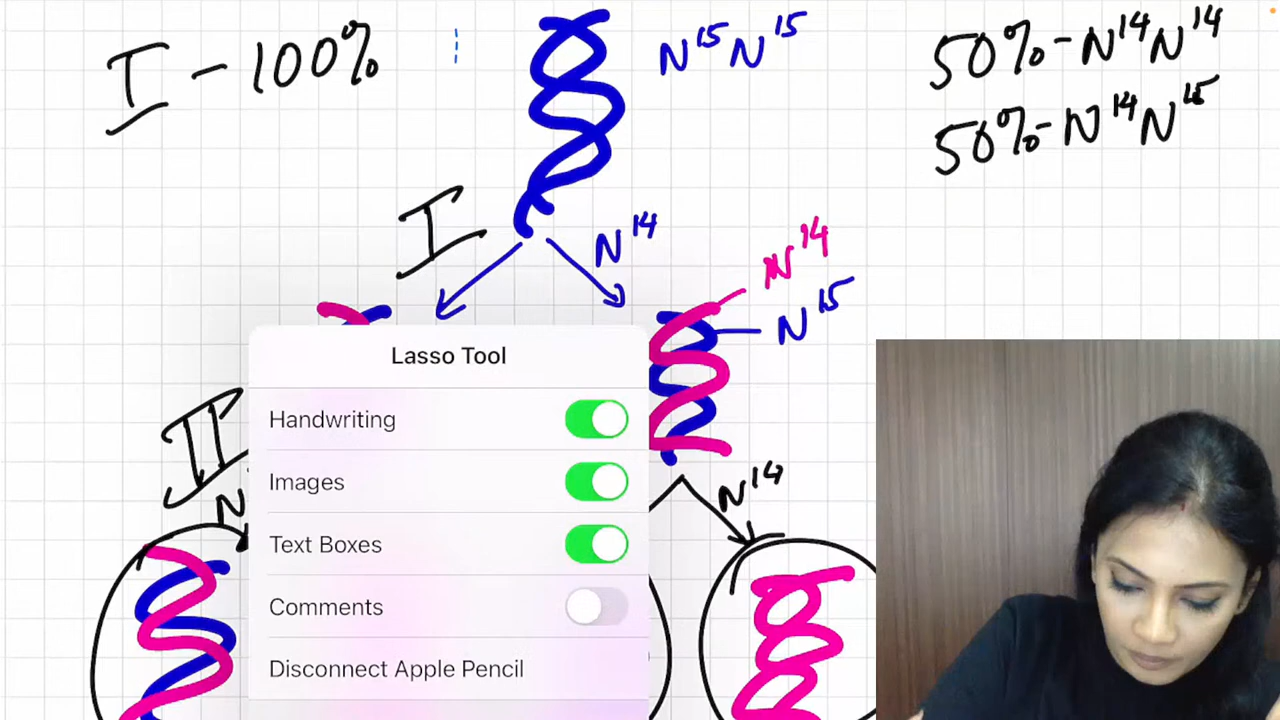 I - 100%
N¹⁵N¹⁵
50% - N¹⁴N¹⁴
50% - N¹⁴N¹⁵
I
N¹⁴
N¹⁴
N¹⁵
Lasso Tool
Handwriting
Images
Text Boxes
Comments
Disconnect Apple Pencil
II
N
N¹⁴